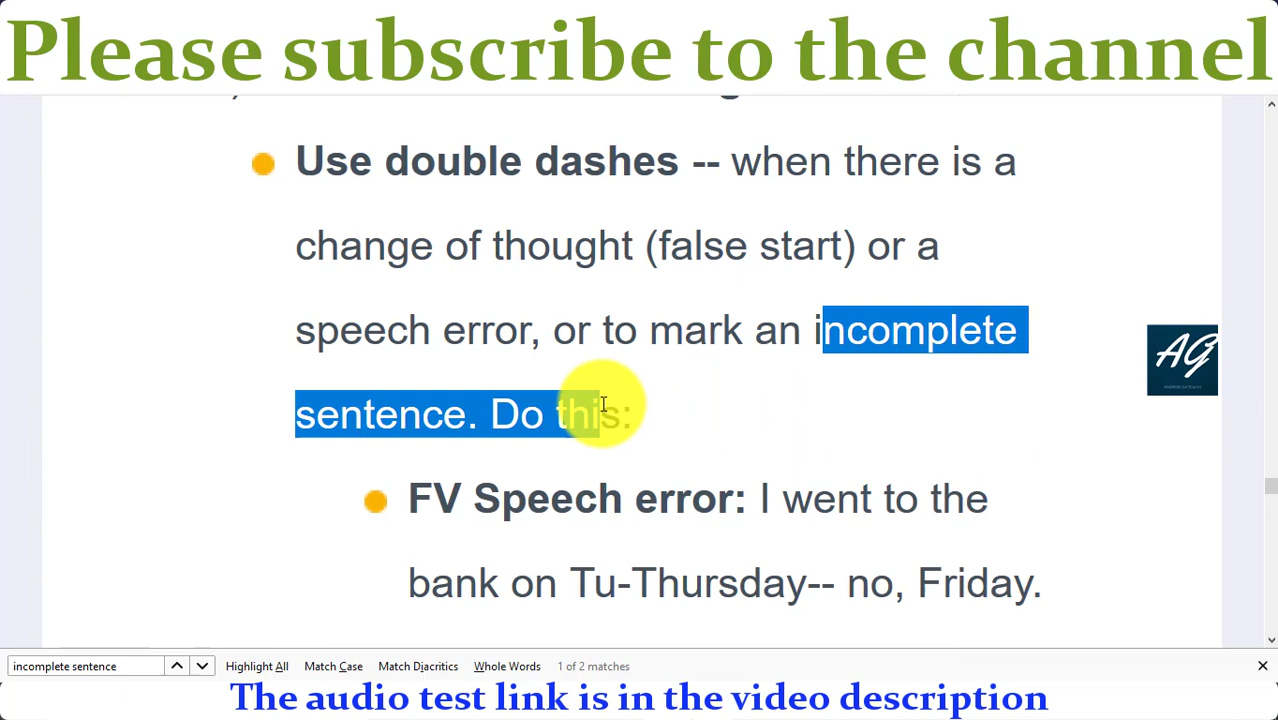 Please subscribe to the channel
Use double dashes -- when there is a
change of thought (false start) or a
speech error, or to mark an incomplete
sentence. Do this:
AG
FV Speech error: I went to the
bank on Tu-Thursday-- no, Friday.
incomplete sentence Highlight All Match Case Match Diacritics Whole Words 1 of 2 matches
The audio test link is in the video description